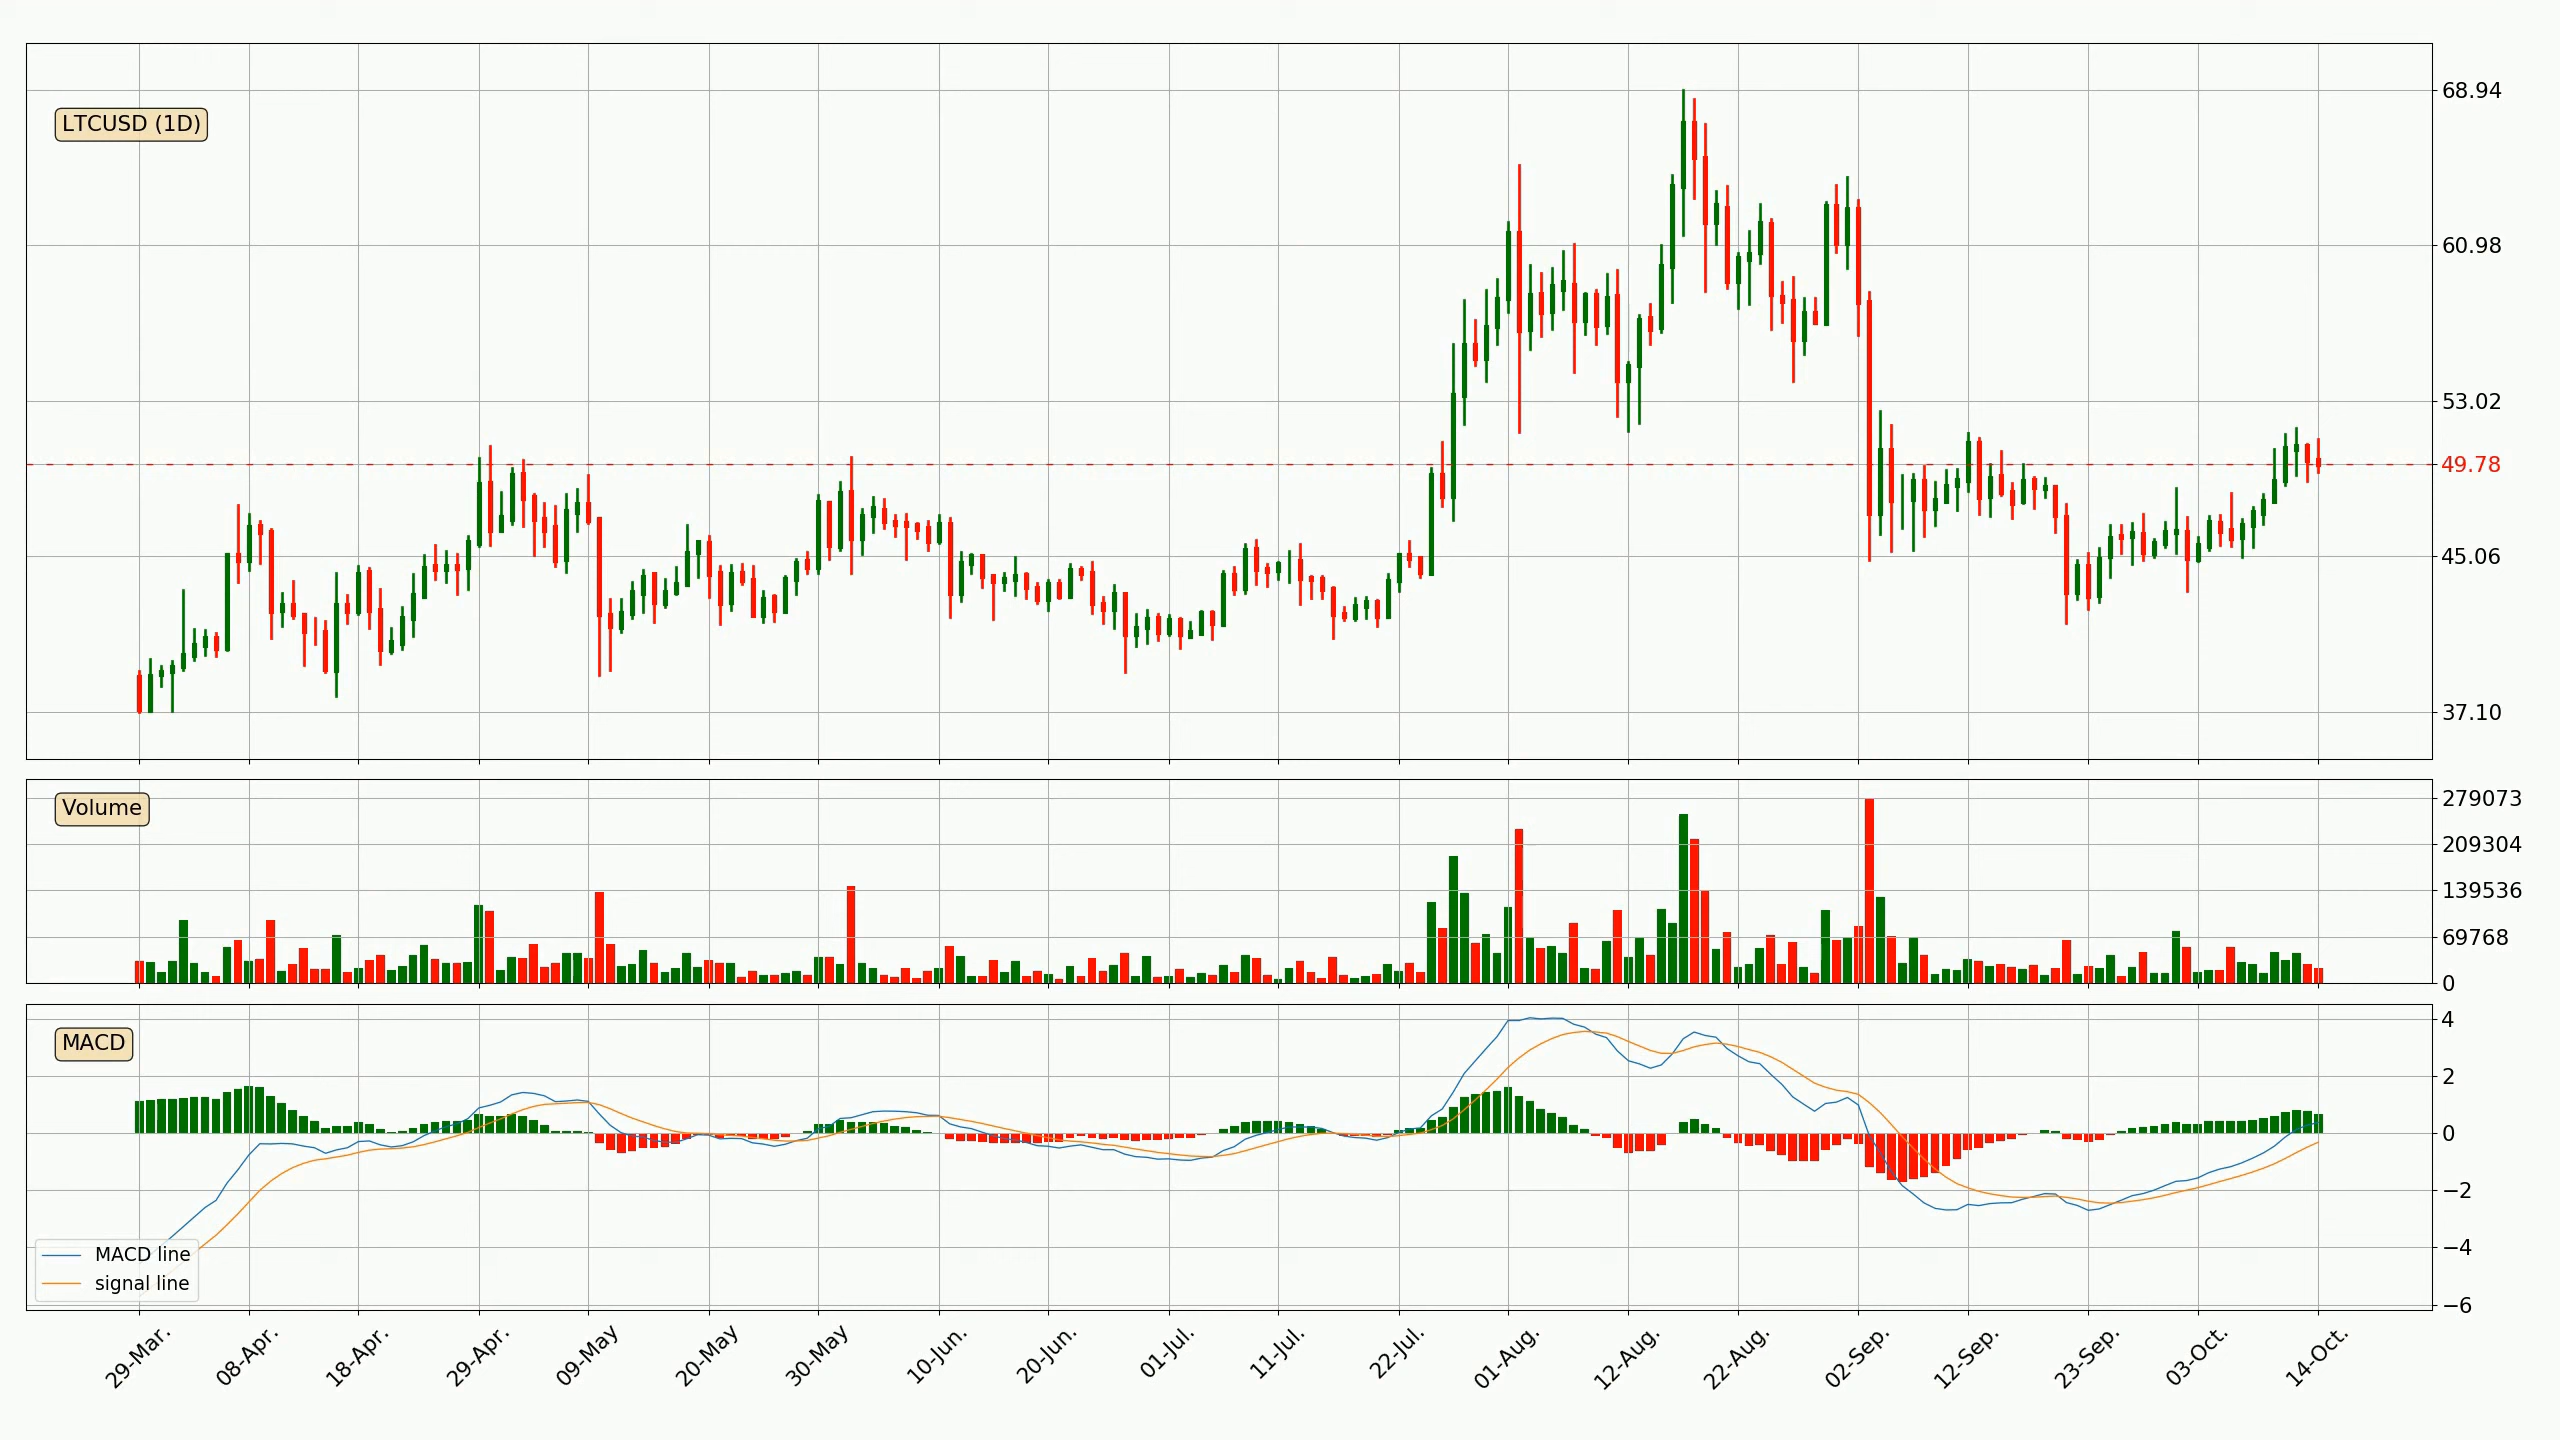 LTCUSD (1D)
68.94
60.98
53.02
49.78
45.06
37.10
Volume
279073
209304
139536
69768
0
MACD
4
2
0
−2
−4
−6
MACD line
signal line
29-Mar.
08-Apr.
18-Apr.
29-Apr.
09-May
20-May
30-May
10-Jun.
20-Jun.
01-Jul.
11-Jul.
22-Jul.
01-Aug.
12-Aug.
22-Aug.
02-Sep.
12-Sep.
23-Sep.
03-Oct.
14-Oct.